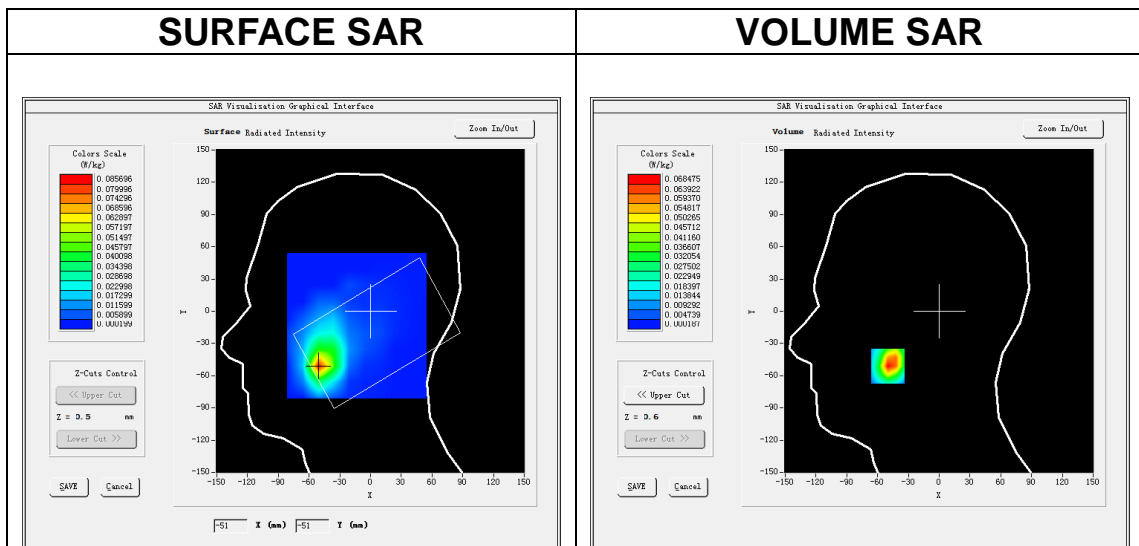 SURFACE SAR
VOLUME SAR
SAR Visualisation Graphical Interface
Surface Radiated Intensity
Zoom In/Out
Colors Scale
(W/kg)
0.085696
0.079996
0.074296
0.068596
0.062897
0.057197
0.051497
0.045797
0.040098
0.034398
0.028698
0.022998
0.017299
0.011599
0.005899
0.000199
150
120
90
60
30
0
-30
-60
-90
-120
-150
Y
-150 -120 -90 -60 -30 0 30 60 90 120 150
X
Z-Cuts Control
<< Upper Cut
Z = 0.5 mm
Lower Cut >>
SAVE Cancel
-51 X (mm) -51 Y (mm)
SAR Visualisation Graphical Interface
Volume Radiated Intensity
Zoom In/Out
Colors Scale
(W/kg)
0.068475
0.063922
0.059370
0.054817
0.050265
0.045712
0.041160
0.036607
0.032054
0.027502
0.022949
0.018397
0.013844
0.009292
0.004739
0.000187
150
120
90
60
30
0
-30
-60
-90
-120
-150
Y
-150 -120 -90 -60 -30 0 30 60 90 120 150
X
Z-Cuts Control
<< Upper Cut
Z = 0.6 mm
Lower Cut >>
SAVE Cancel